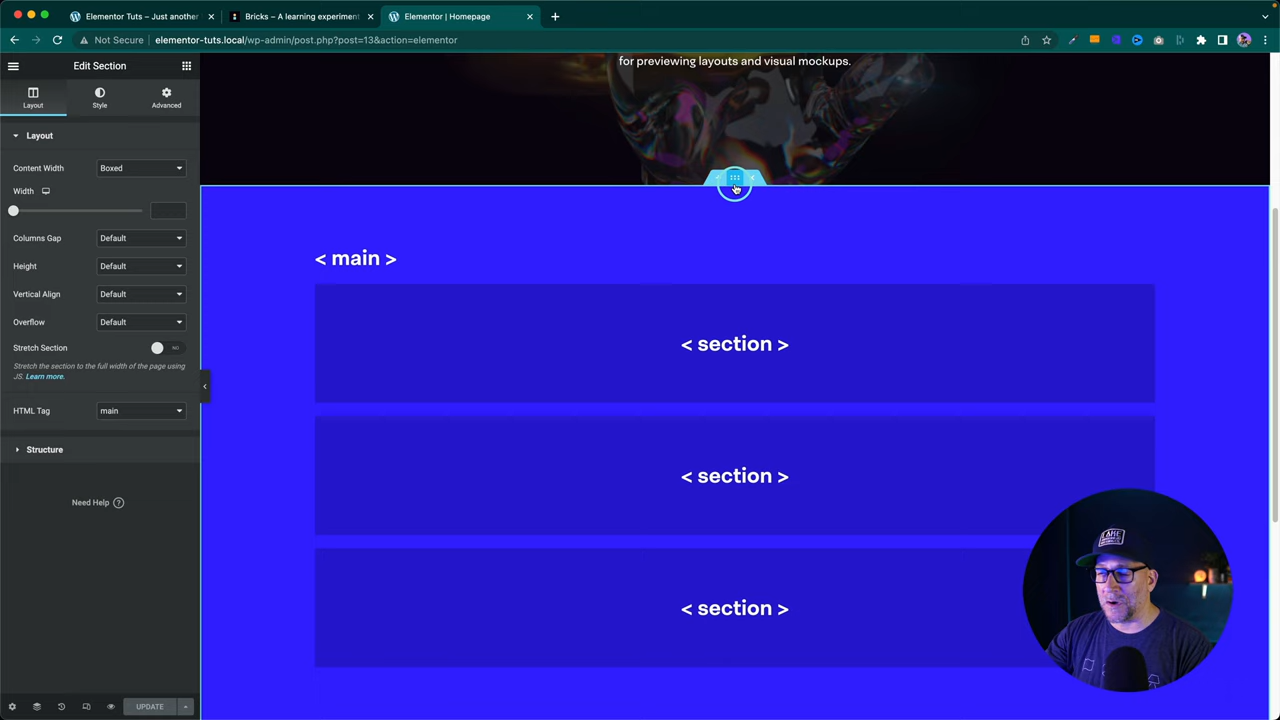 Elementor Tuts – Just another
Bricks – A learning experiment
Elementor | Homepage
Not Secure
elementor-tuts.local/wp-admin/post.php?post=13&action=elementor
Edit Section
for previewing layouts and visual mockups.
Layout
Style
Advanced
Layout
Content Width
Boxed
Width
Columns Gap
Default
Height
Default
Vertical Align
Default
Overflow
Default
Stretch Section
NO
Stretch the section to the full width of the page using
JS. Learn more.
HTML Tag
main
Structure
Need Help
< main >
< section >
< section >
< section >
UPDATE